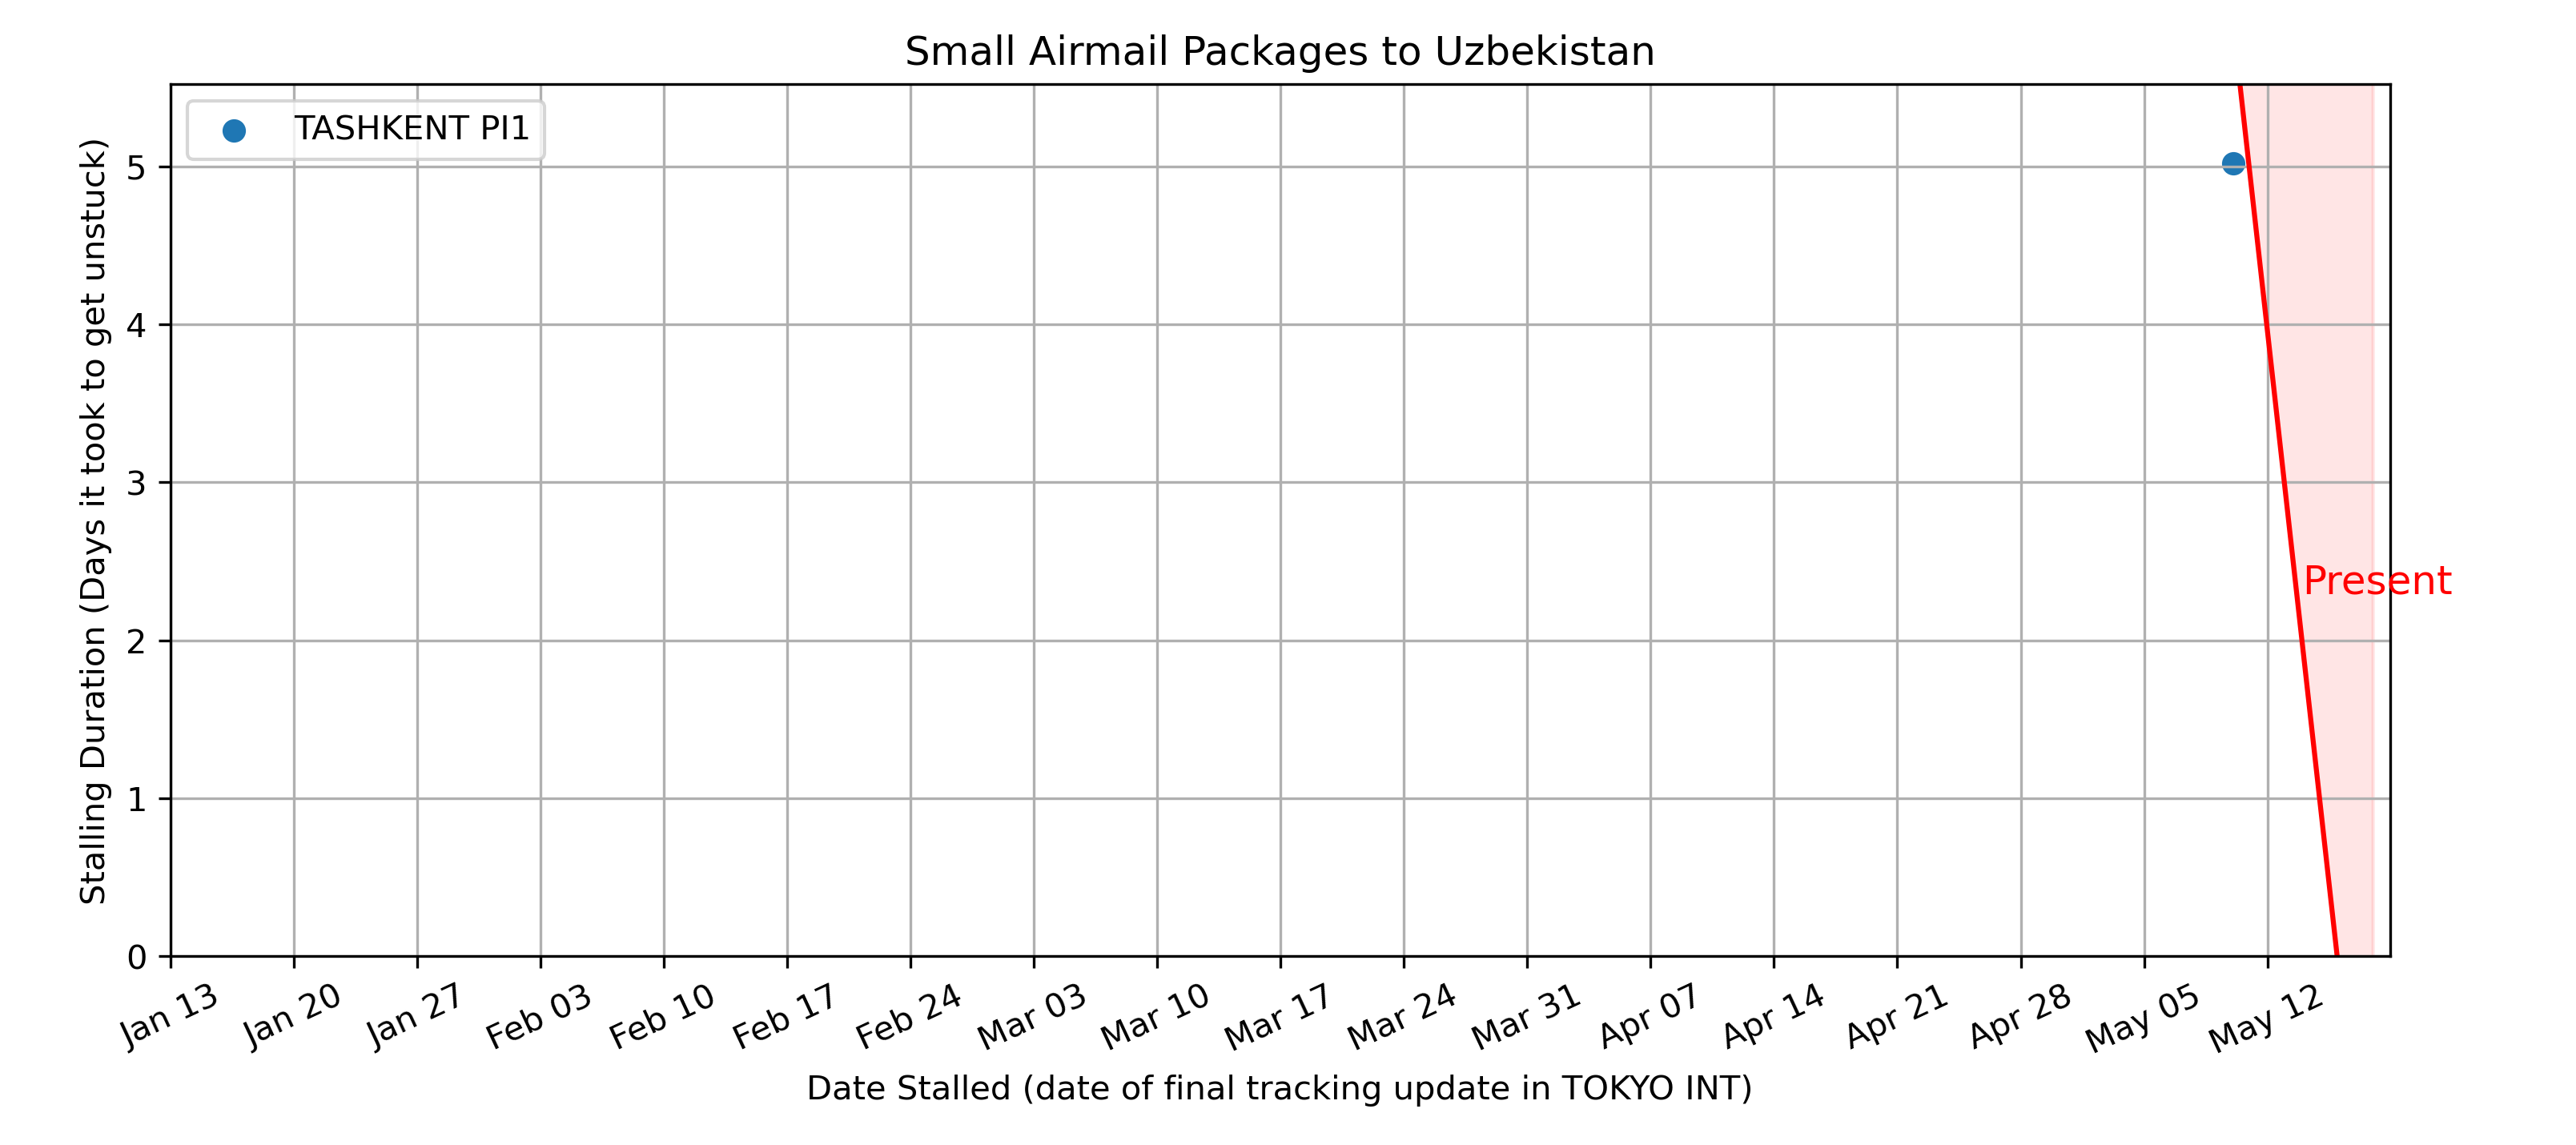 Small Airmail Packages to Uzbekistan
TASHKENT PI1
Stalling Duration (Days it took to get unstuck)
5
4
3
2
1
0
Present
Jan 13
Jan 20
Jan 27
Feb 03
Feb 10
Feb 17
Feb 24
Mar 03
Mar 10
Mar 17
Mar 24
Mar 31
Apr 07
Apr 14
Apr 21
Apr 28
May 05
May 12
Date Stalled (date of final tracking update in TOKYO INT)